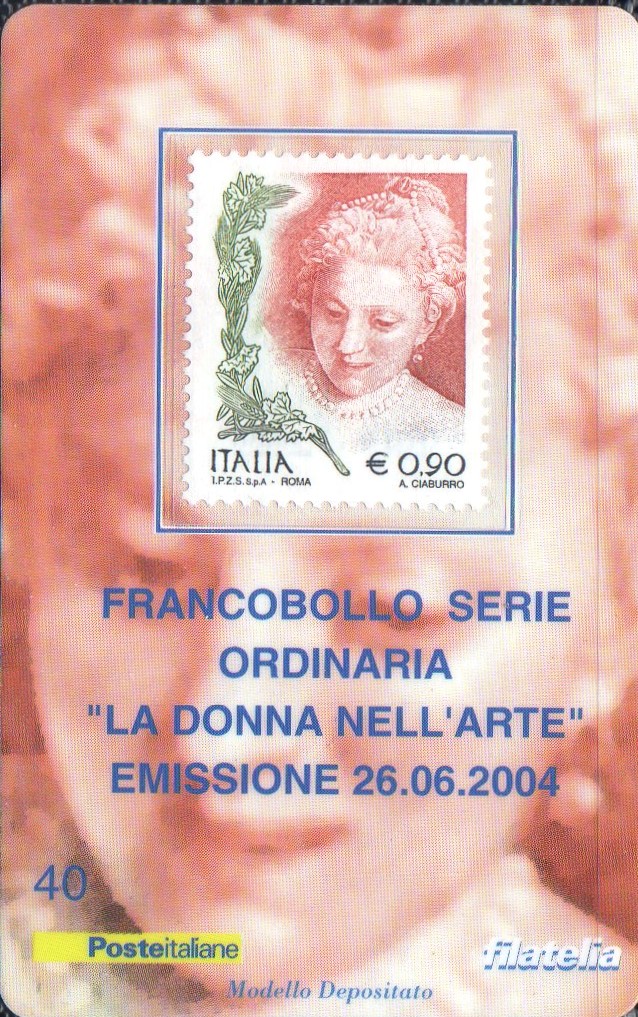 ITALIA
I.P.Z.S. S.p.A. - ROMA
€ 0,90
A. CIABURRO
FRANCOBOLLO SERIE
ORDINARIA
"LA DONNA NELL'ARTE"
EMISSIONE 26.06.2004
40
Posteitaliane
filatelia
Modello Depositato